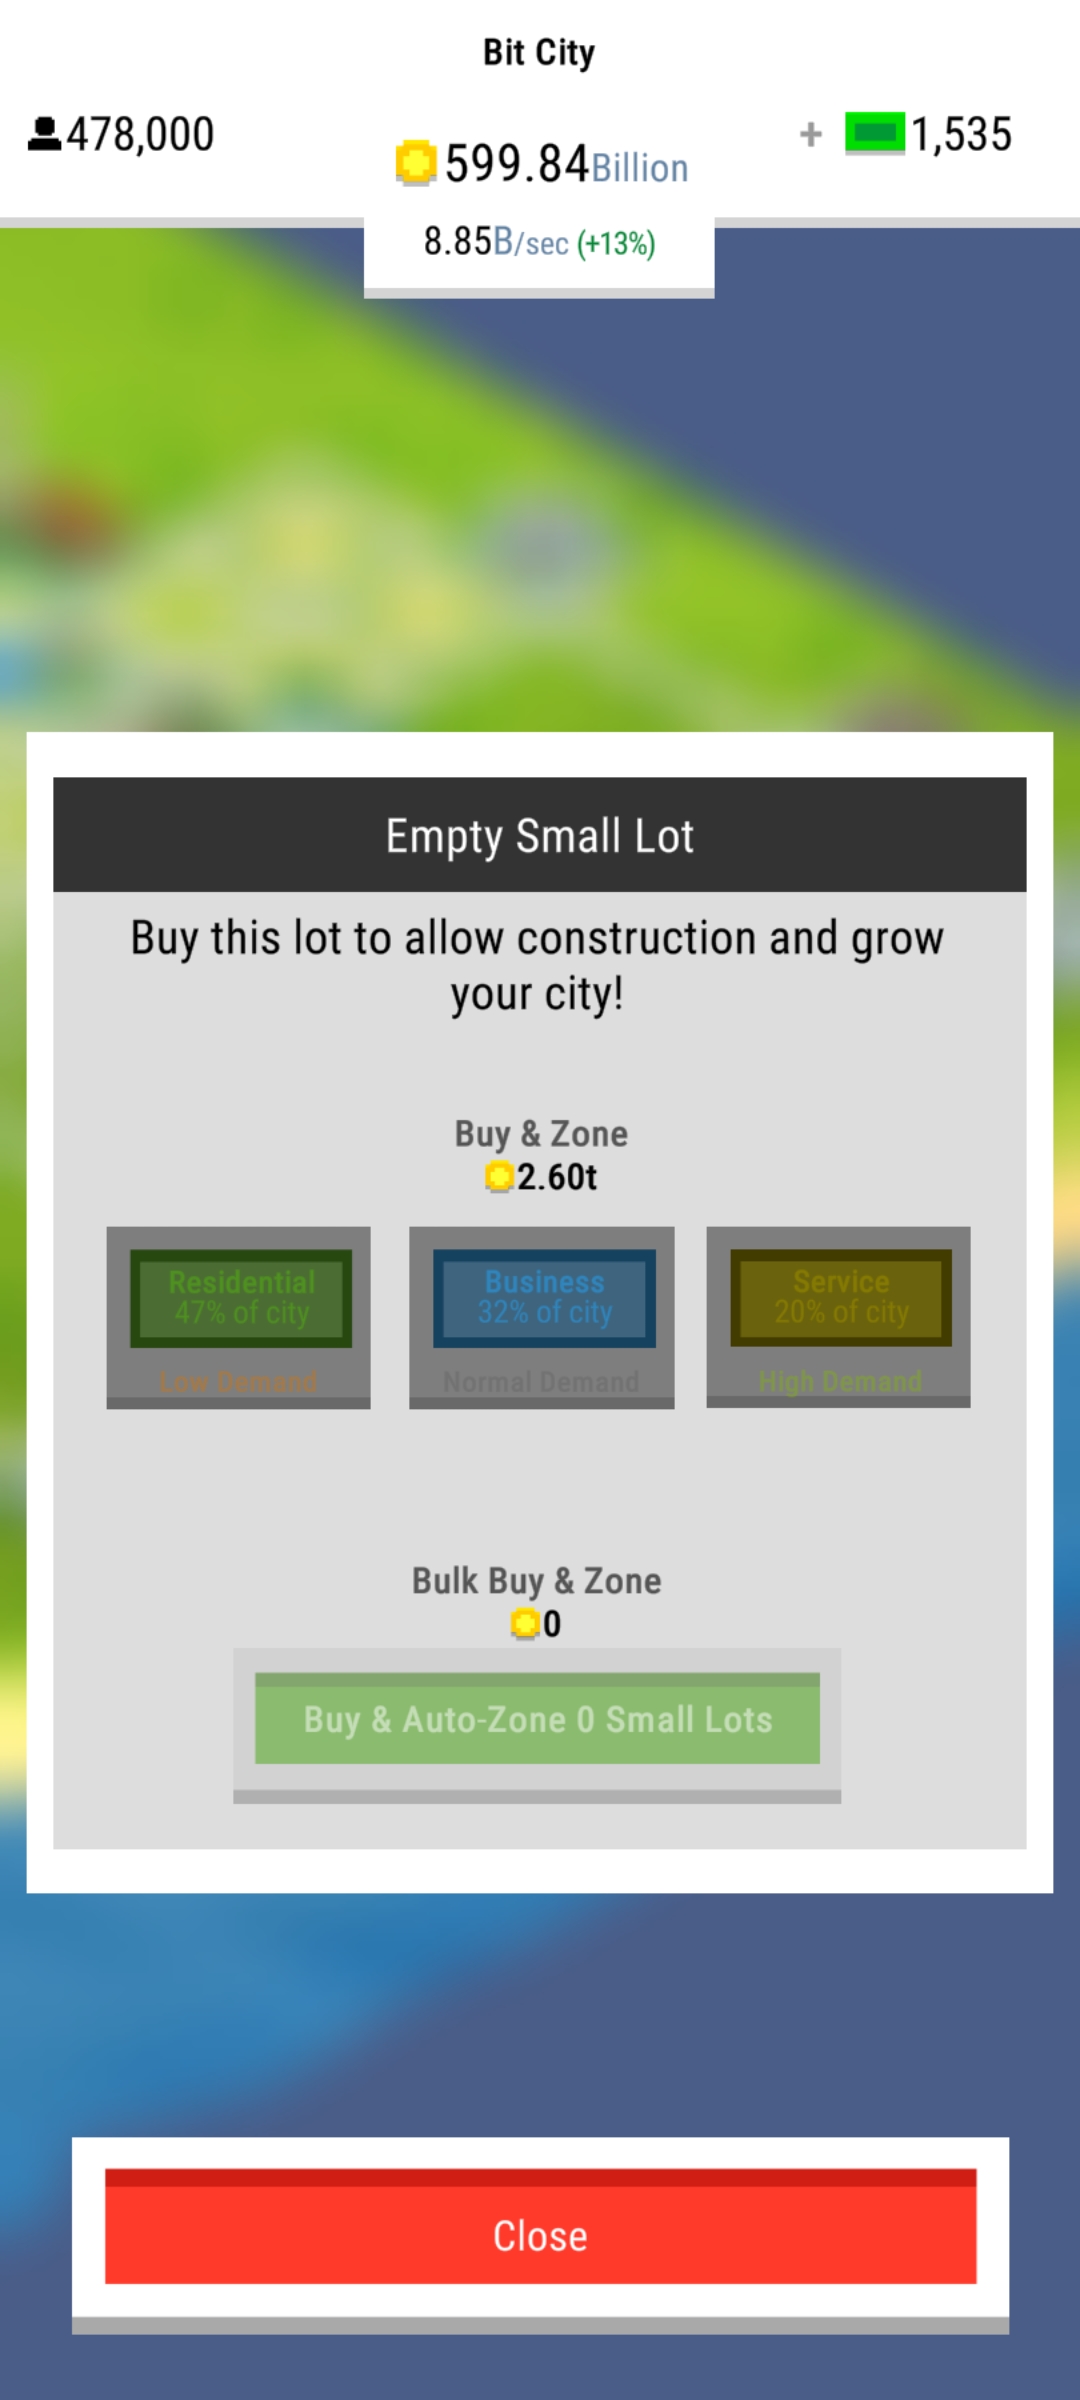 Bit City
478,000
599.84Billion
+ 1,535
8.85B/sec (+13%)
Empty Small Lot
Buy this lot to allow construction and grow
your city!
Buy & Zone
2.60t
Residential
47% of city
Low Demand
Business
32% of city
Normal Demand
Service
20% of city
High Demand
Bulk Buy & Zone
0
Buy & Auto-Zone 0 Small Lots
Close